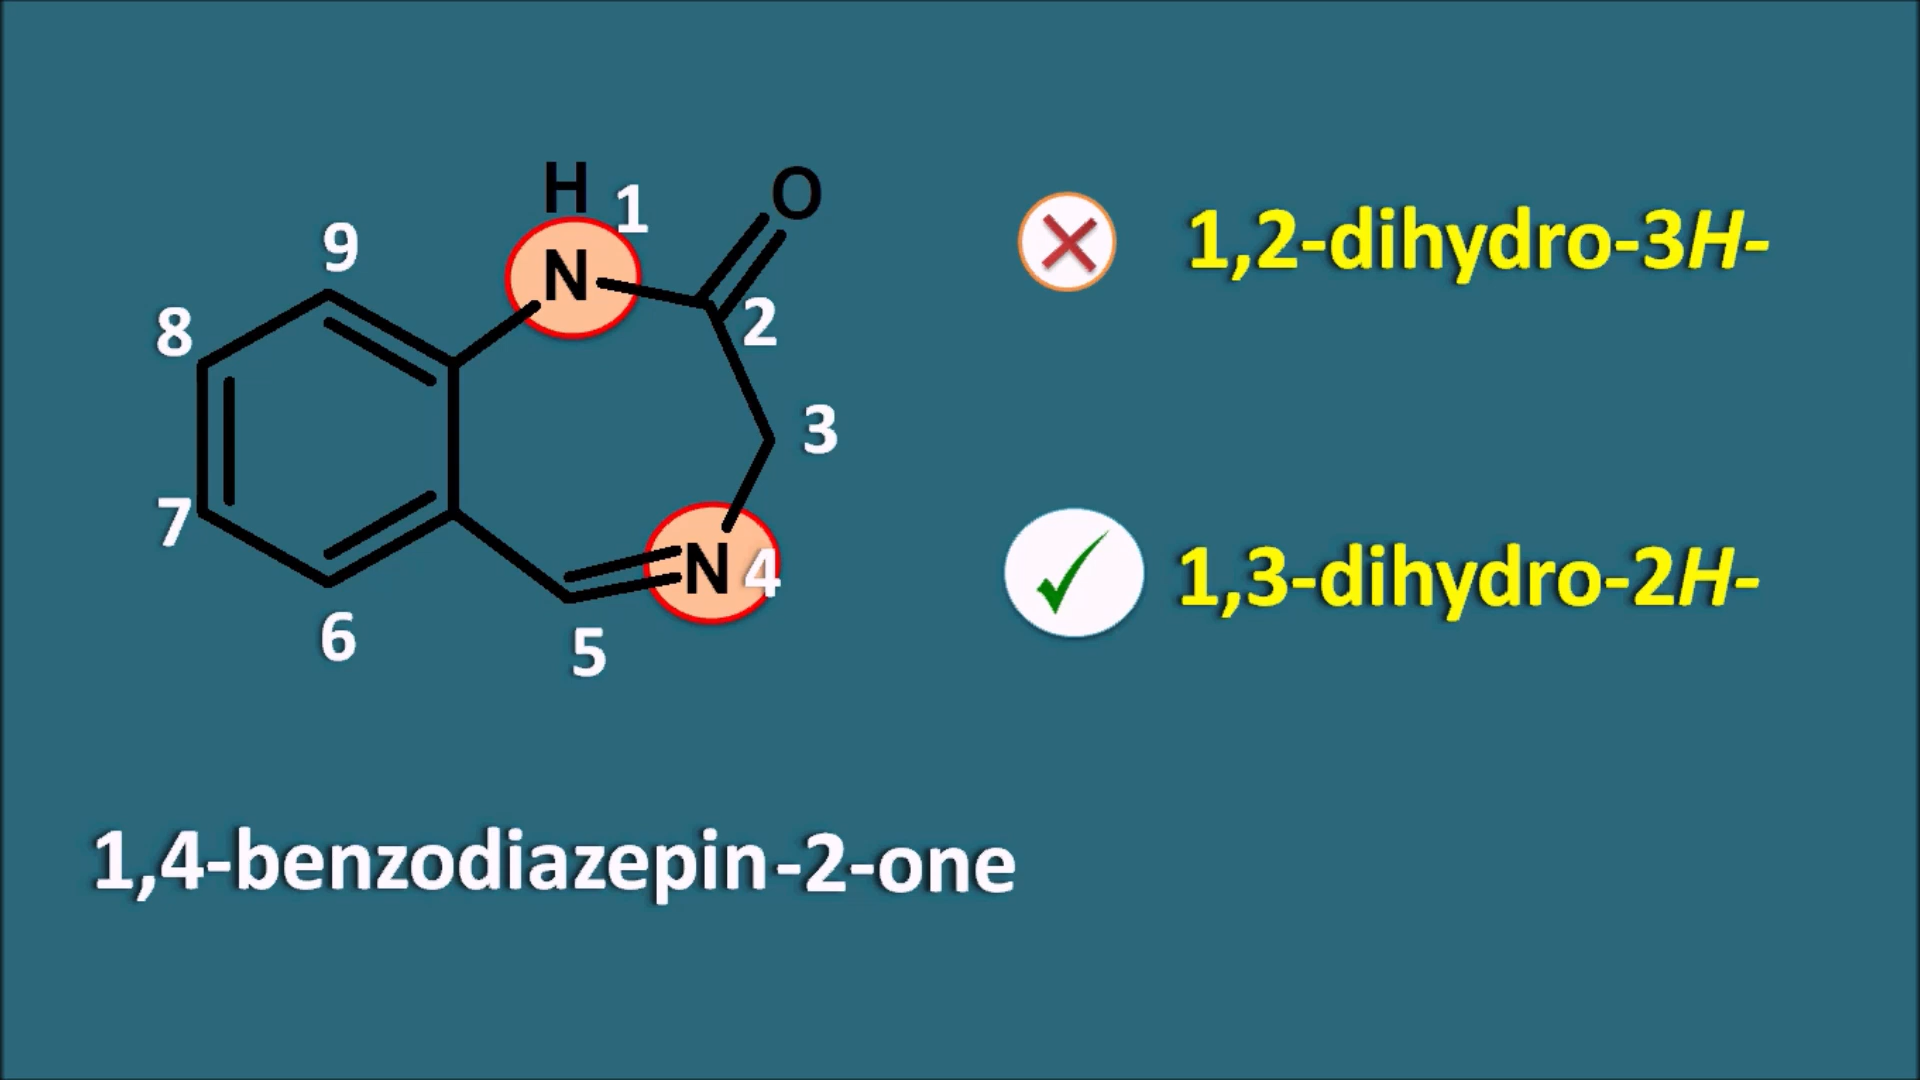 H
1
O
9
N
8
2
1,2-dihydro-3H-
3
7
N
4
1,3-dihydro-2H-
6
5
1,4-benzodiazepin-2-one